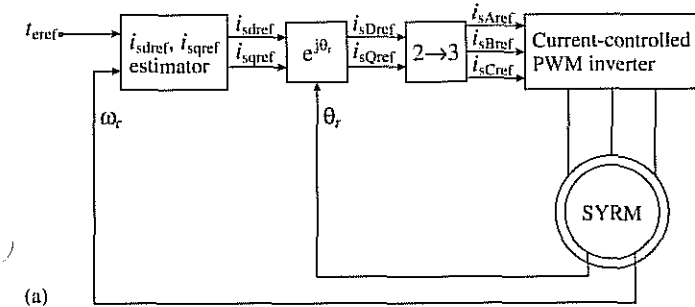 t_eref
i_sdref, i_sqref
estimator
i_sdref
i_sqref
e^jθ_r
i_sDref
i_sQref
2→3
i_sAref
i_sBref
i_sCref
Current-controlled
PWM inverter
ω_r
θ_r
SYRM
(a)